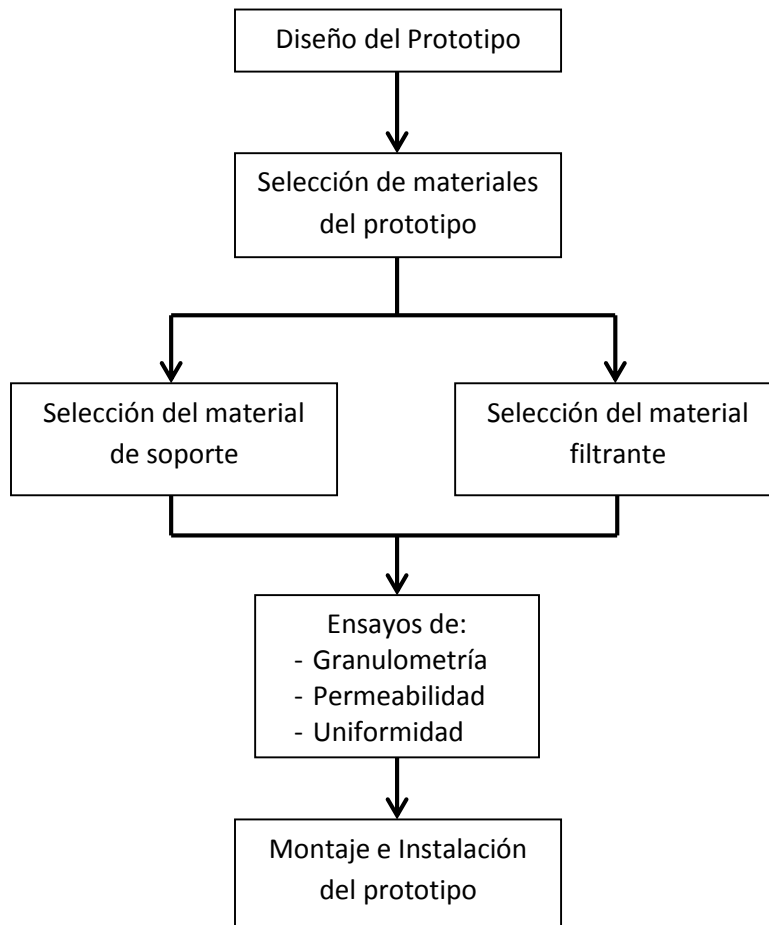 Diseño del Prototipo
Selección de materiales
del prototipo
Selección del material
de soporte
Selección del material
filtrante
Ensayos de:
- Granulometría
- Permeabilidad
- Uniformidad
Montaje e Instalación
del prototipo